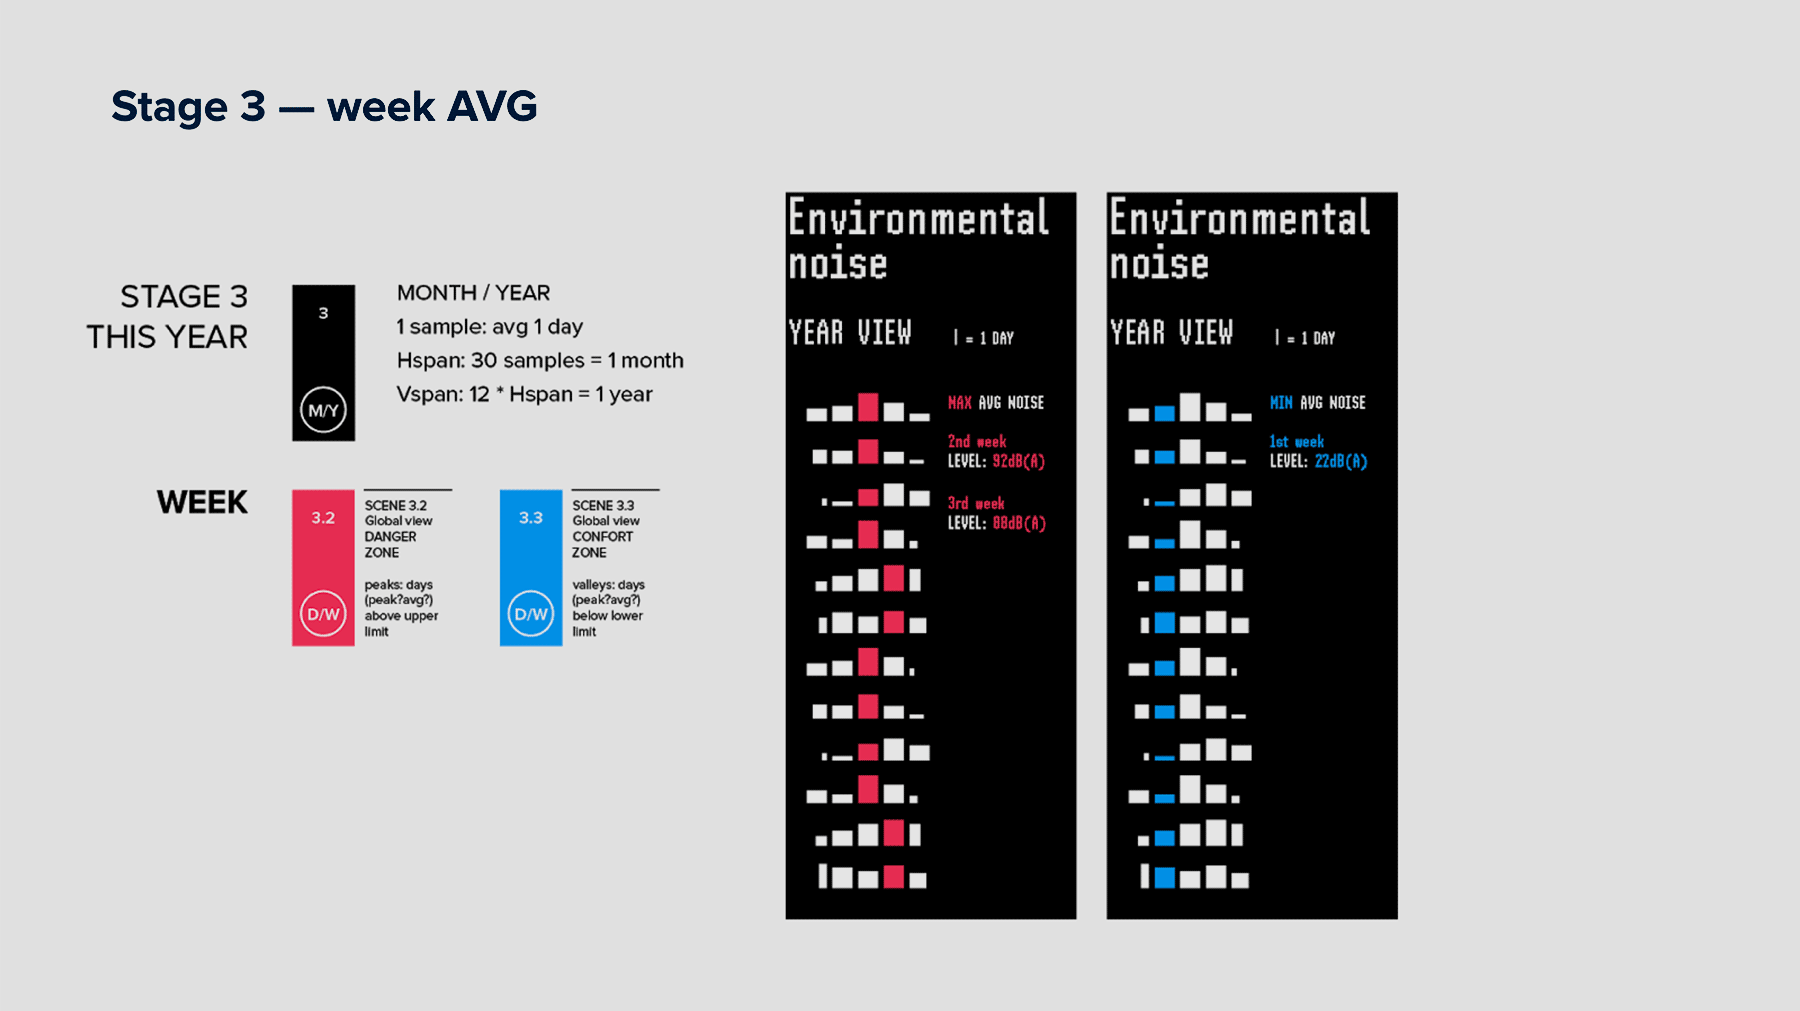 Stage 3 — week AVG
STAGE 3
THIS YEAR
3
M/Y
MONTH / YEAR
1 sample: avg 1 day
Hspan: 30 samples = 1 month
Vspan: 12 * Hspan = 1 year
WEEK
3.2
D/W
SCENE 3.2
Global view
DANGER
ZONE
peaks: days
(peak?avg?)
above upper
limit
3.3
D/W
SCENE 3.3
Global view
CONFORT
ZONE
valleys: days
(peak?avg?)
below lower
limit
Environmental
noise
YEAR VIEW
| = 1 DAY
MAX AVG NOISE
2nd week
LEVEL: 92dB(A)
3rd week
LEVEL: 88dB(A)
Environmental
noise
YEAR VIEW
| = 1 DAY
MIN AVG NOISE
1st week
LEVEL: 22dB(A)